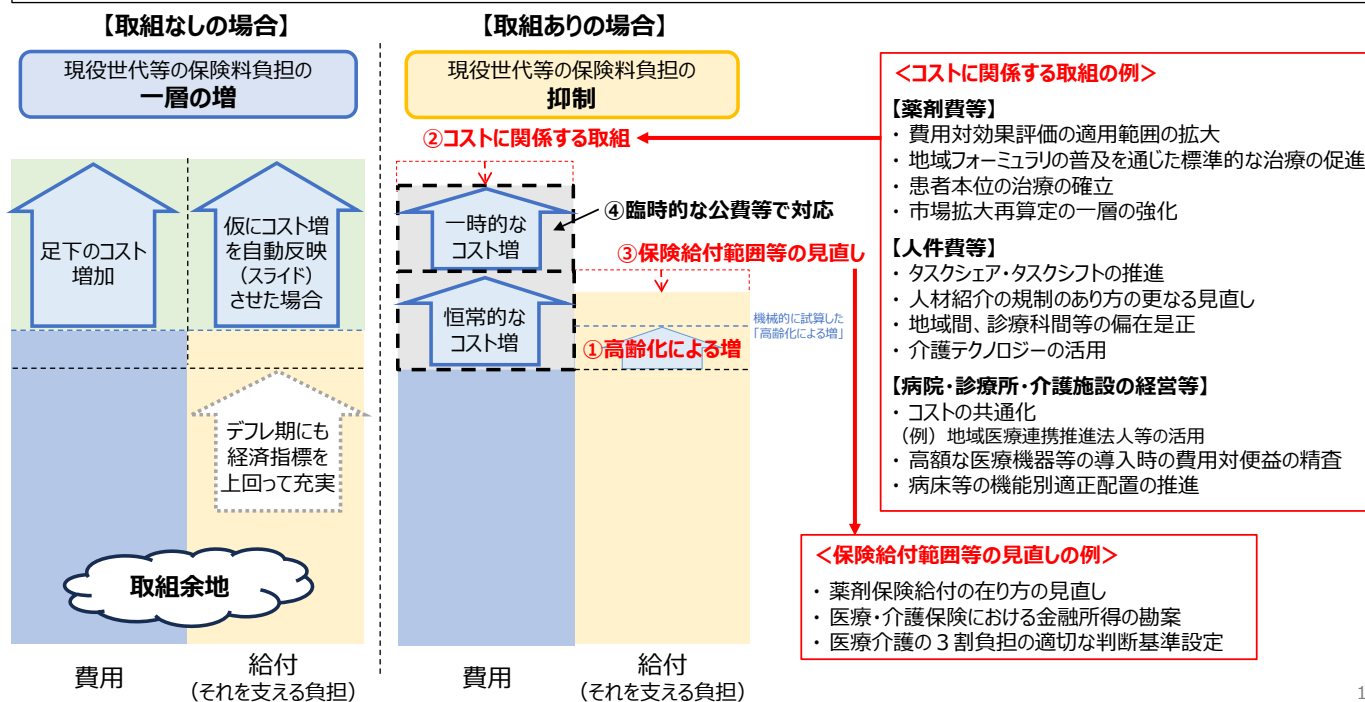 【取組なしの場合】
現役世代等の保険料負担の
一層の増
足下のコスト
増加
仮にコスト増
を自動反映
（スライド）
させた場合
デフレ期にも
経済指標を
上回って充実
取組余地
費用
給付
（それを支える負担）
【取組ありの場合】
現役世代等の保険料負担の
抑制
②コストに関係する取組
一時的な
コスト増
④臨時的な公費等で対応
③保険給付範囲等の見直し
恒常的な
コスト増
①高齢化による増
機械的に試算した
「高齢化による増」
費用
給付
（それを支える負担）
＜コストに関係する取組の例＞
【薬剤費等】
・ 費用対効果評価の適用範囲の拡大
・ 地域フォーミュラリの普及を通じた標準的な治療の促進
・ 患者本位の治療の確立
・ 市場拡大再算定の一層の強化
【人件費等】
・ タスクシェア・タスクシフトの推進
・ 人材紹介の規制のあり方の更なる見直し
・ 地域間、診療科間等の偏在是正
・ 介護テクノロジーの活用
【病院・診療所・介護施設の経営等】
・ コストの共通化
（例）地域医療連携推進法人等の活用
・ 高額な医療機器等の導入時の費用対便益の精査
・ 病床等の機能別適正配置の推進
＜保険給付範囲等の見直しの例＞
・ 薬剤保険給付の在り方の見直し
・ 医療・介護保険における金融所得の勘案
・ 医療介護の３割負担の適切な判断基準設定
1